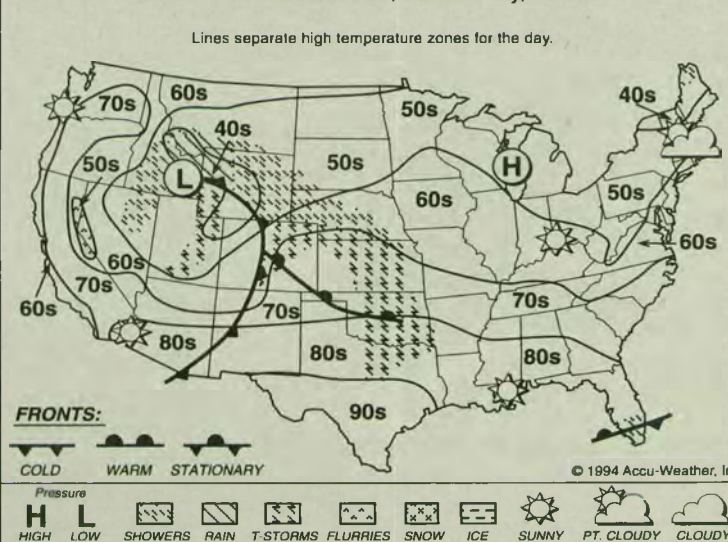 Lines separate high temperature zones for the day.
70s
60s
50s
40s
50s
40s
50s
L
H
60s
50s
60s
60s
70s
60s
70s
70s
80s
80s
80s
90s
FRONTS:
COLD WARM STATIONARY
© 1994 Accu-Weather, I
Pressure
H L
HIGH LOW SHOWERS RAIN T-STORMS FLURRIES SNOW ICE SUNNY PT. CLOUDY CLOUD